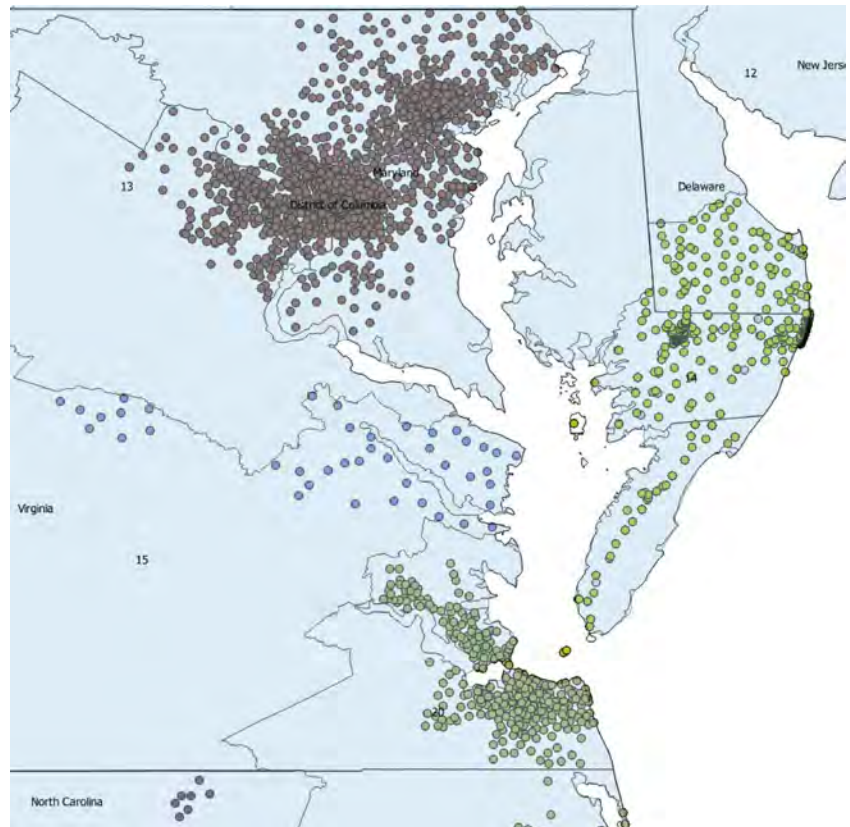 12
New Jerse
Maryland
13
Delaware
District of Columbia
14
Virginia
15
20
North Carolina